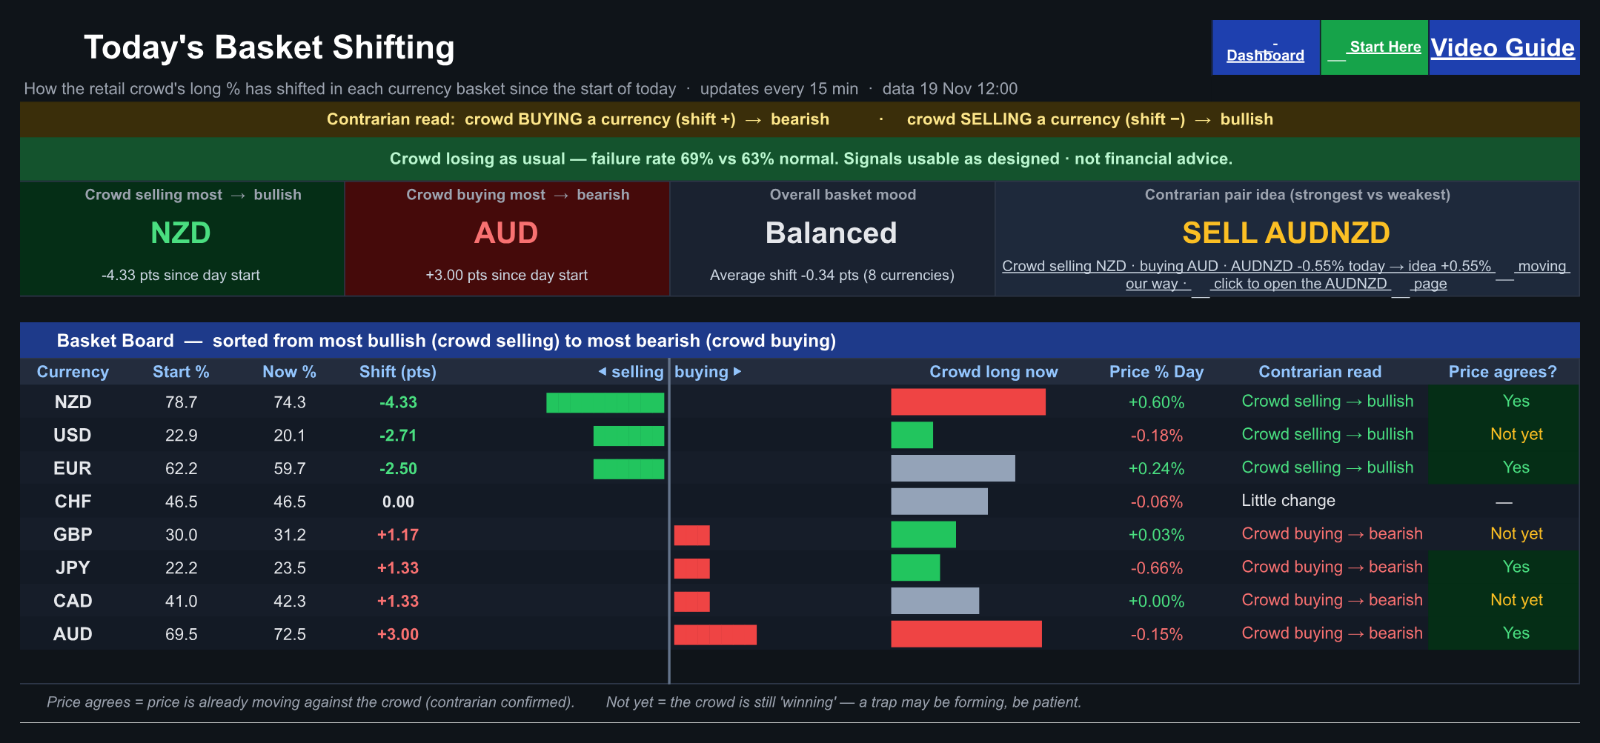 Today's Basket Shifting
Dashboard
Start Here
Video Guide
How the retail crowd's long % has shifted in each currency basket since the start of today · updates every 15 min · data 19 Nov 12:00
Contrarian read: crowd BUYING a currency (shift +) → bearish · crowd SELLING a currency (shift −) → bullish
Crowd losing as usual — failure rate 69% vs 63% normal. Signals usable as designed · not financial advice.
Crowd selling most → bullish
NZD
-4.33 pts since day start
Crowd buying most → bearish
AUD
+3.00 pts since day start
Overall basket mood
Balanced
Average shift -0.34 pts (8 currencies)
Contrarian pair idea (strongest vs weakest)
SELL AUDNZD
Crowd selling NZD · buying AUD · AUDNZD -0.55% today → idea +0.55% moving
our way · click to open the AUDNZD page
Basket Board — sorted from most bullish (crowd selling) to most bearish (crowd buying)
Currency Start % Now % Shift (pts) ◂ selling buying ▸ Crowd long now Price % Day Contrarian read Price agrees?
NZD 78.7 74.3 -4.33 +0.60% Crowd selling → bullish Yes
USD 22.9 20.1 -2.71 -0.18% Crowd selling → bullish Not yet
EUR 62.2 59.7 -2.50 +0.24% Crowd selling → bullish Yes
CHF 46.5 46.5 0.00 -0.06% Little change —
GBP 30.0 31.2 +1.17 +0.03% Crowd buying → bearish Not yet
JPY 22.2 23.5 +1.33 -0.66% Crowd buying → bearish Yes
CAD 41.0 42.3 +1.33 +0.00% Crowd buying → bearish Not yet
AUD 69.5 72.5 +3.00 -0.15% Crowd buying → bearish Yes
Price agrees = price is already moving against the crowd (contrarian confirmed). Not yet = the crowd is still 'winning' — a trap may be forming, be patient.